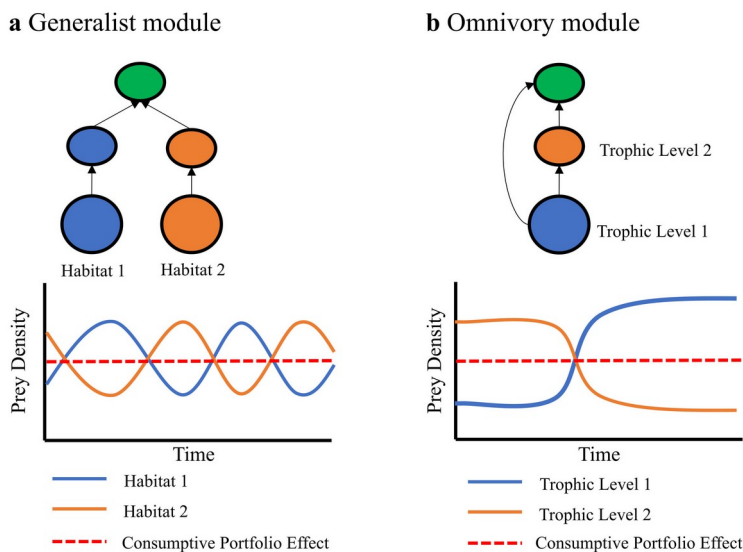 a Generalist module
Habitat 1
Habitat 2
Prey Density
Time
Habitat 1
Habitat 2
Consumptive Portfolio Effect
b Omnivory module
Trophic Level 2
Trophic Level 1
Prey Density
Time
Trophic Level 1
Trophic Level 2
Consumptive Portfolio Effect